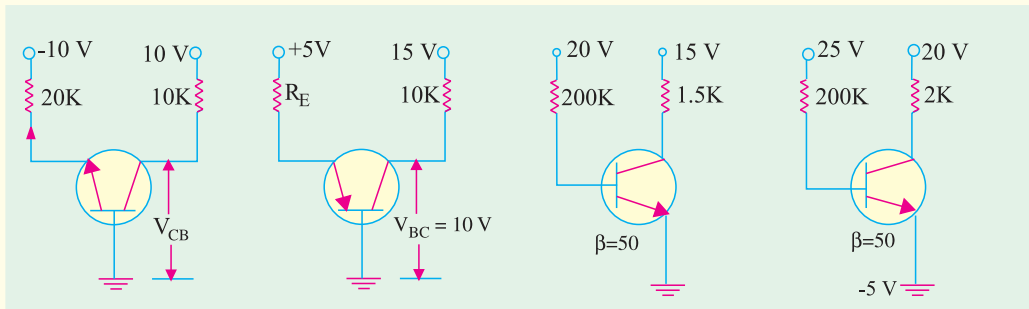 -10 V
10 V
20K
10K
V_CB
+5V
15 V
R_E
10K
V_BC = 10 V
20 V
15 V
200K
1.5K
β=50
25 V
20 V
200K
2K
β=50
-5 V